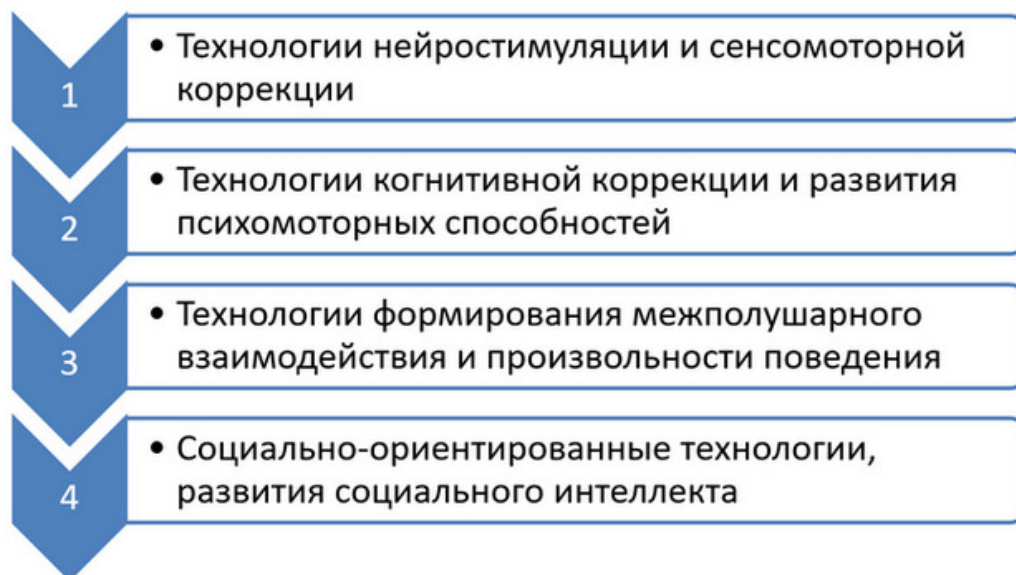 1
• Технологии нейростимуляции и сенсомоторной
коррекции
2
• Технологии когнитивной коррекции и развития
психомоторных способностей
3
• Технологии формирования межполушарного
взаимодействия и произвольности поведения
4
• Социально-ориентированные технологии,
развития социального интеллекта